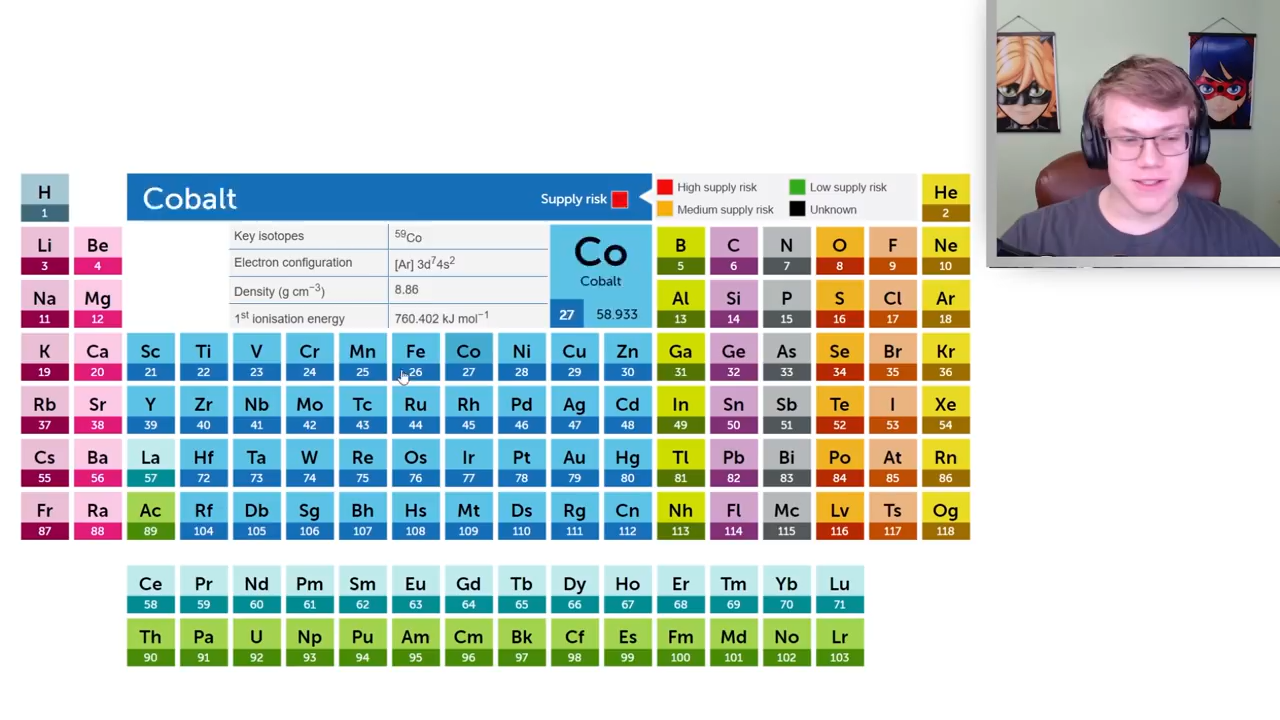 H
1
Cobalt
Supply risk
High supply risk
Low supply risk
Medium supply risk
Unknown
He
2
Li Be
3 4
Key isotopes ⁵⁹Co
Electron configuration [Ar] 3d⁷4s²
Density (g cm⁻³) 8.86
1ˢᵗ ionisation energy 760.402 kJ mol⁻¹
Co
Cobalt
27 58.933
B C N O F Ne
5 6 7 8 9 10
Na Mg
11 12
Al Si P S Cl Ar
13 14 15 16 17 18
K Ca Sc Ti V Cr Mn Fe Co Ni Cu Zn Ga Ge As Se Br Kr
19 20 21 22 23 24 25 26 27 28 29 30 31 32 33 34 35 36
Rb Sr Y Zr Nb Mo Tc Ru Rh Pd Ag Cd In Sn Sb Te I Xe
37 38 39 40 41 42 43 44 45 46 47 48 49 50 51 52 53 54
Cs Ba La Hf Ta W Re Os Ir Pt Au Hg Tl Pb Bi Po At Rn
55 56 57 72 73 74 75 76 77 78 79 80 81 82 83 84 85 86
Fr Ra Ac Rf Db Sg Bh Hs Mt Ds Rg Cn Nh Fl Mc Lv Ts Og
87 88 89 104 105 106 107 108 109 110 111 112 113 114 115 116 117 118
Ce Pr Nd Pm Sm Eu Gd Tb Dy Ho Er Tm Yb Lu
58 59 60 61 62 63 64 65 66 67 68 69 70 71
Th Pa U Np Pu Am Cm Bk Cf Es Fm Md No Lr
90 91 92 93 94 95 96 97 98 99 100 101 102 103